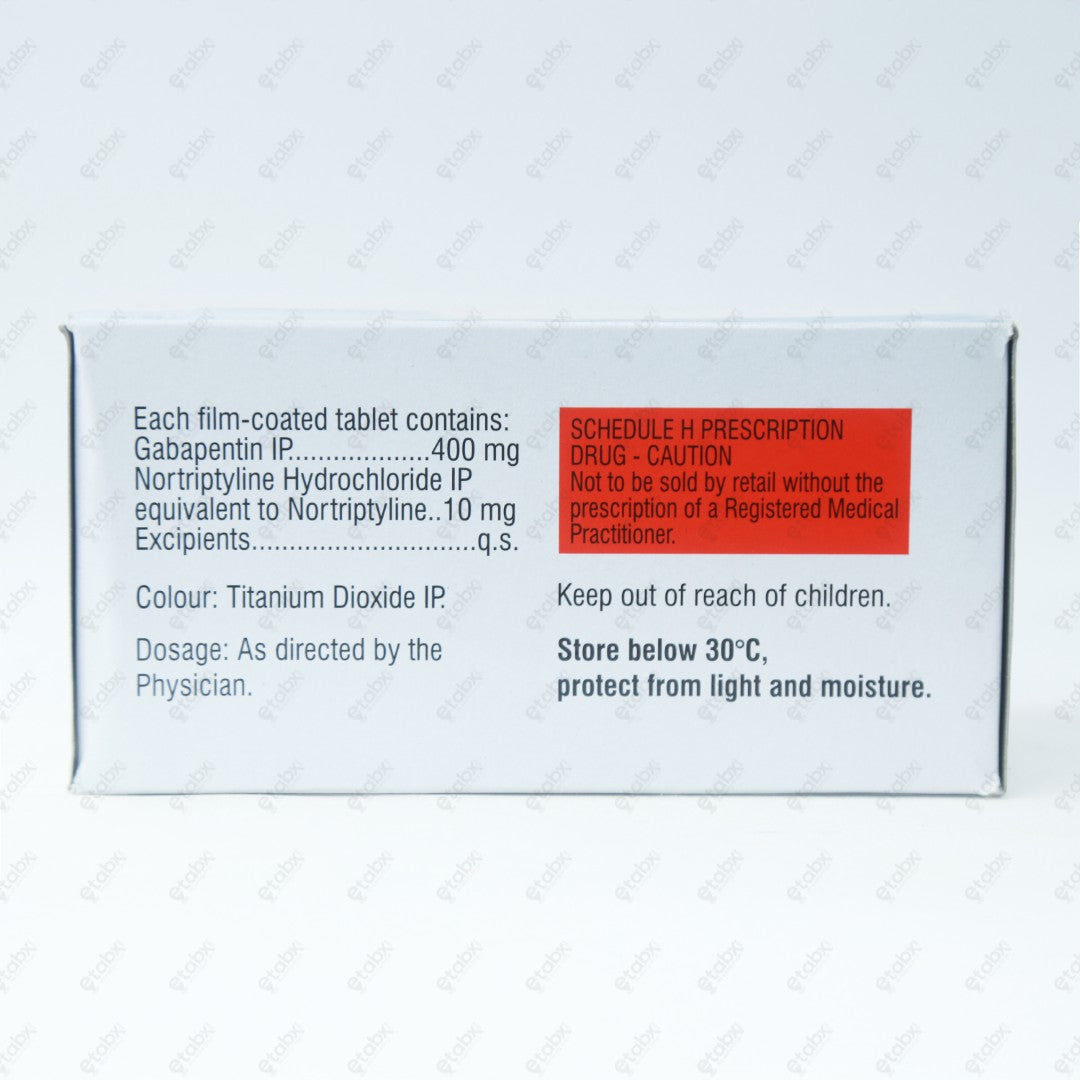 Each film-coated tablet contains:
Gabapentin IP...................400 mg
Nortriptyline Hydrochloride IP
equivalent to Nortriptyline..10 mg
Excipients.............................q.s.
Colour: Titanium Dioxide IP.
Dosage: As directed by the
Physician.
SCHEDULE H PRESCRIPTION
DRUG - CAUTION
Not to be sold by retail without the
prescription of a Registered Medical
Practitioner.
Keep out of reach of children.
Store below 30°C,
protect from light and moisture.
etabx